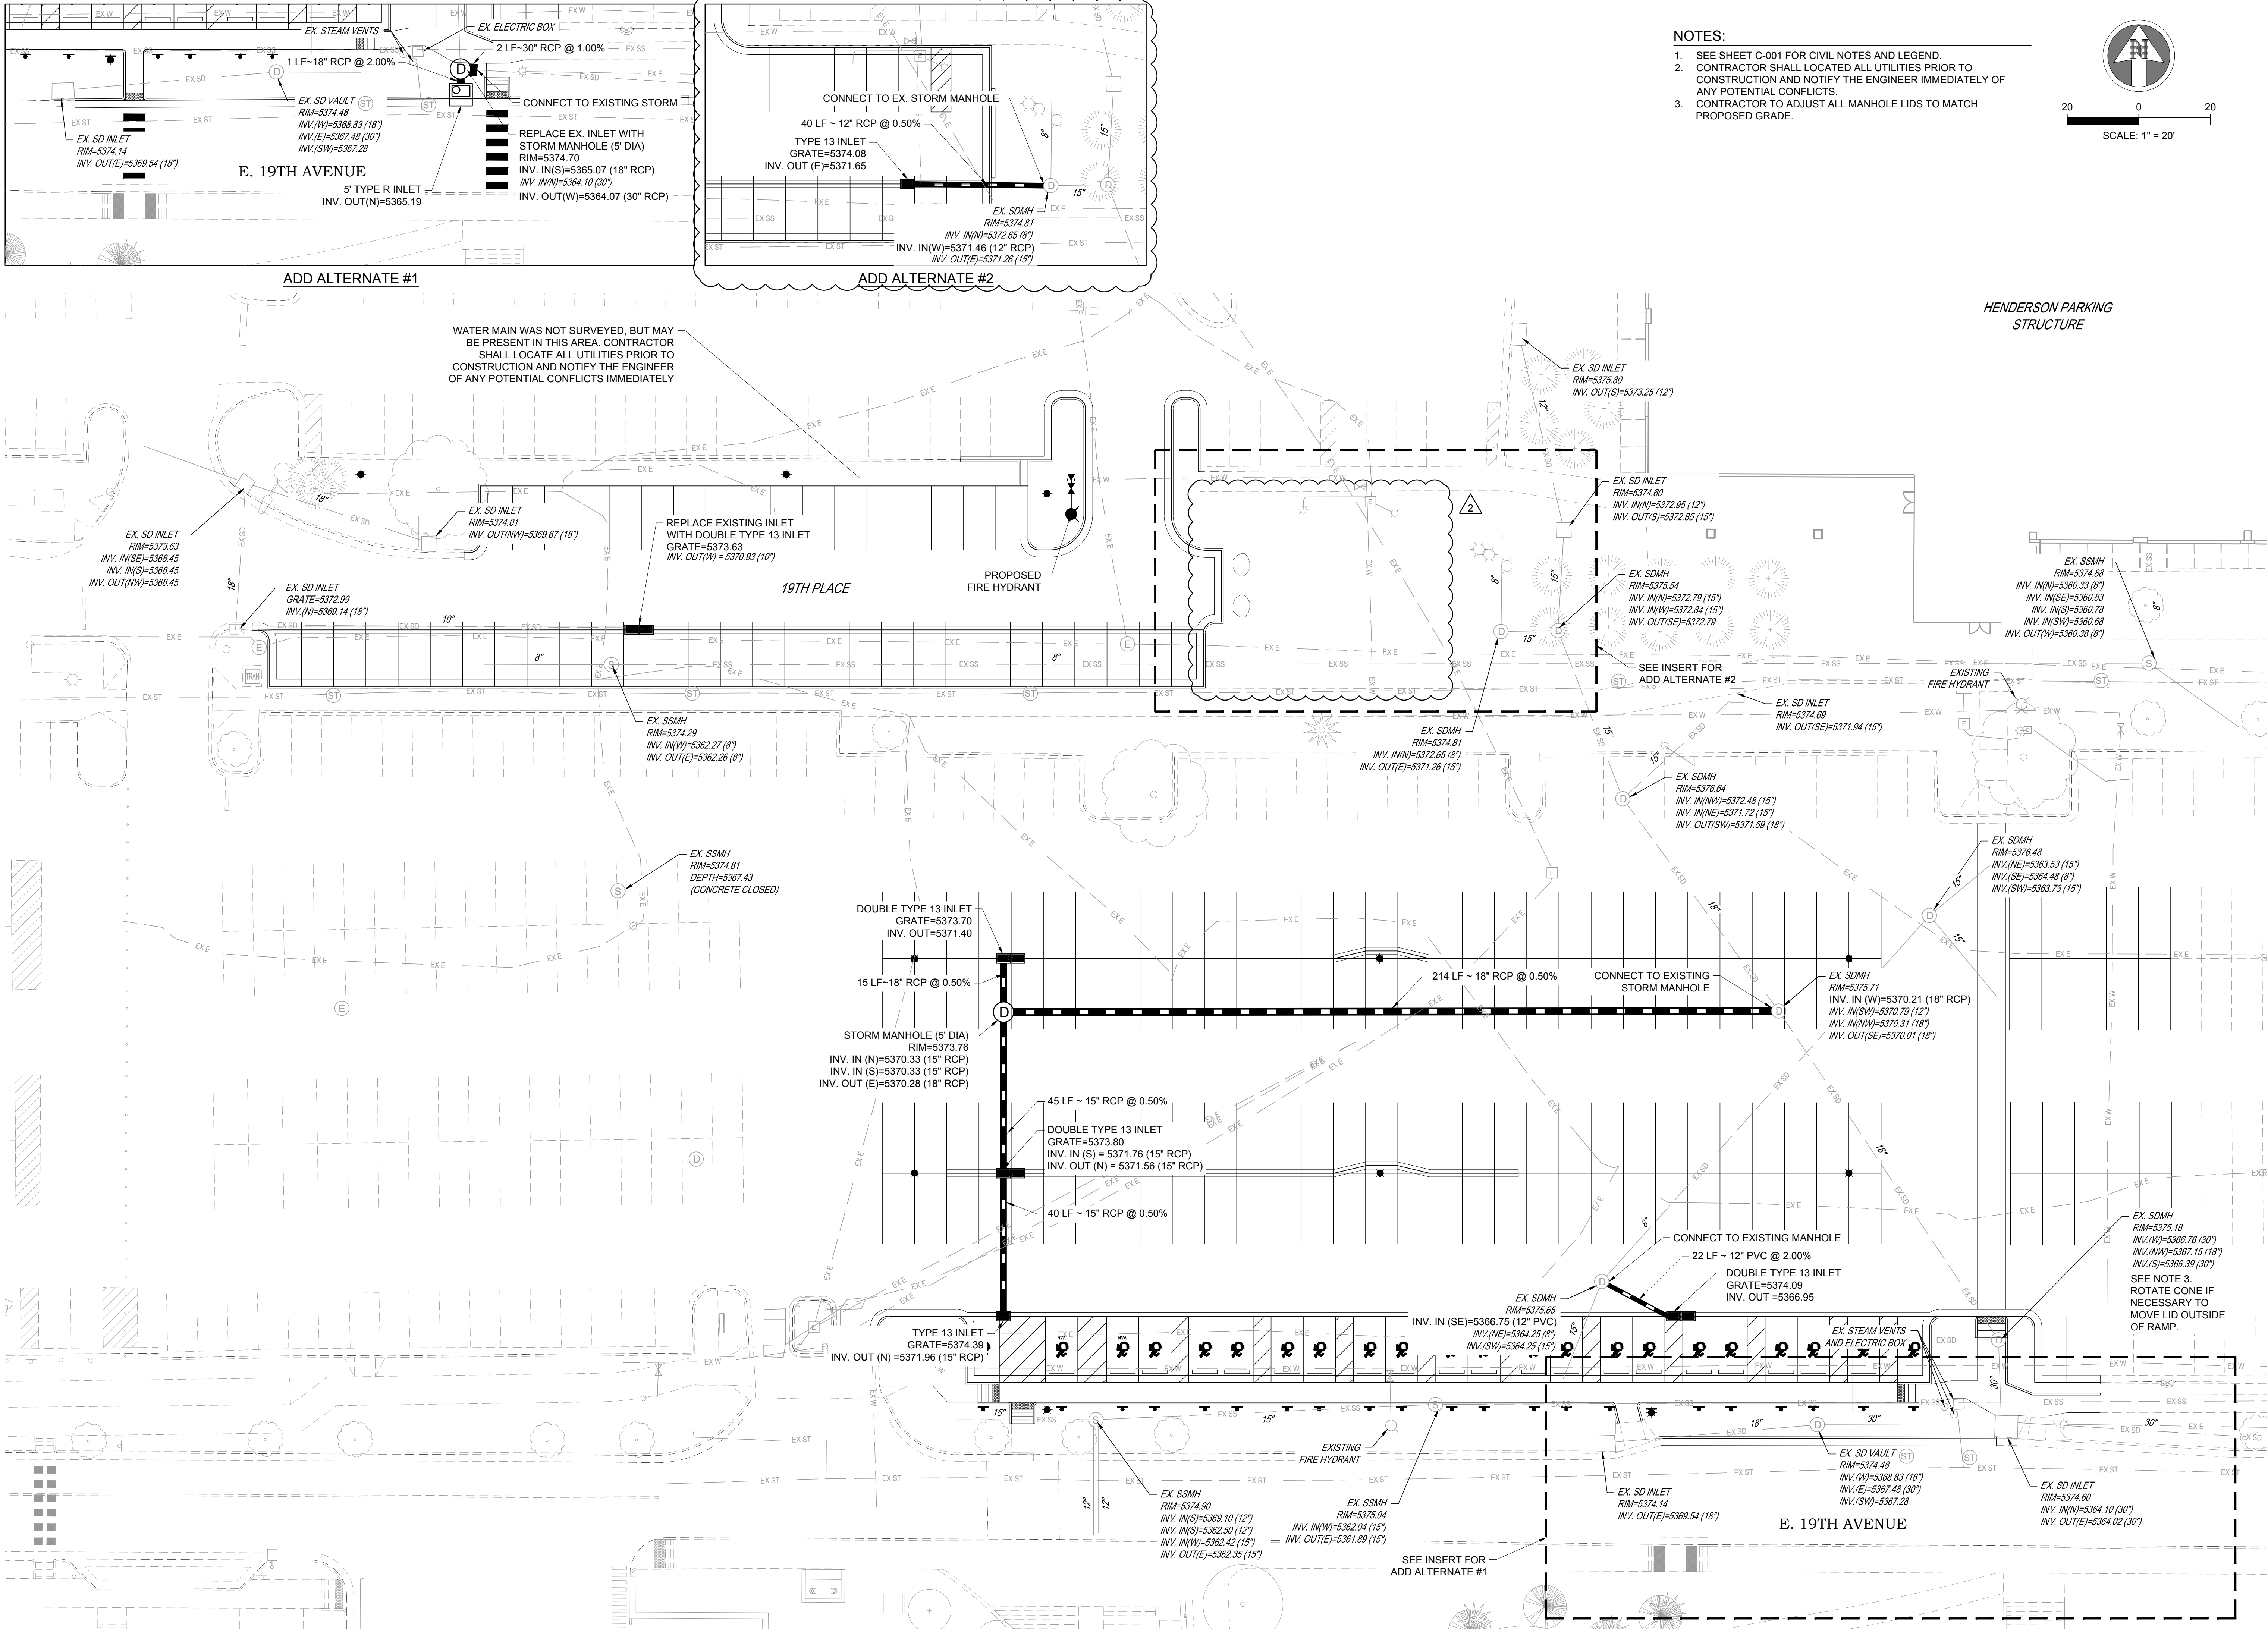 EX. STEAM VENTS
EX. ELECTRIC BOX
2 LF~30" RCP @ 1.00%
1 LF~18" RCP @ 2.00%
EX. SD VAULT
RIM=5374.48
INV.(W)=5368.83 (18")
INV.(E)=5367.48 (30")
INV.(SW)=5367.28
CONNECT TO EXISTING STORM
EX. SD INLET
RIM=5374.14
INV. OUT(E)=5369.54 (18")
REPLACE EX. INLET WITH
STORM MANHOLE (5' DIA)
RIM=5374.70
INV. IN(S)=5365.07 (18" RCP)
INV. IN(N)=5364.10 (30")
INV. OUT(W)=5364.07 (30" RCP)
E. 19TH AVENUE
5' TYPE R INLET
INV. OUT(N)=5365.19
ADD ALTERNATE #1
CONNECT TO EX. STORM MANHOLE
40 LF ~ 12" RCP @ 0.50%
TYPE 13 INLET
GRATE=5374.08
INV. OUT (E)=5371.65
8"
15"
15"
EX. SDMH
RIM=5374.81
INV. IN(N)=5372.65 (8")
INV. IN(W)=5371.46 (12" RCP)
INV. OUT(E)=5371.26 (15")
ADD ALTERNATE #2
NOTES:
1. SEE SHEET C-001 FOR CIVIL NOTES AND LEGEND.
2. CONTRACTOR SHALL LOCATED ALL UTILITIES PRIOR TO
CONSTRUCTION AND NOTIFY THE ENGINEER IMMEDIATELY OF
ANY POTENTIAL CONFLICTS.
3. CONTRACTOR TO ADJUST ALL MANHOLE LIDS TO MATCH
PROPOSED GRADE.
N
20 0 20
SCALE: 1" = 20'
HENDERSON PARKING
STRUCTURE
WATER MAIN WAS NOT SURVEYED, BUT MAY
BE PRESENT IN THIS AREA. CONTRACTOR
SHALL LOCATE ALL UTILITIES PRIOR TO
CONSTRUCTION AND NOTIFY THE ENGINEER
OF ANY POTENTIAL CONFLICTS IMMEDIATELY
EX. SD INLET
RIM=5375.80
INV. OUT(S)=5373.25 (12")
12"
EX. SD INLET
RIM=5373.63
INV. IN(SE)=5368.45
INV. IN(S)=5368.45
INV. OUT(NW)=5368.45
18"
EX. SD INLET
RIM=5374.01
INV. OUT(NW)=5369.67 (18")
REPLACE EXISTING INLET
WITH DOUBLE TYPE 13 INLET
GRATE=5373.63
INV. OUT(W) = 5370.93 (10")
EX. SD INLET
GRATE=5372.99
INV.(N)=5369.14 (18")
18"
19TH PLACE
PROPOSED
FIRE HYDRANT
2
EX. SD INLET
RIM=5374.60
INV. IN(N)=5372.95 (12")
INV. OUT(S)=5372.85 (15")
EX. SDMH
RIM=5375.54
INV. IN(N)=5372.79 (15")
INV. IN(W)=5372.84 (15")
INV. OUT(SE)=5372.79
EX. SSMH
RIM=5374.88
INV. IN(N)=5360.33 (8")
INV. IN(SE)=5360.83
INV. IN(S)=5360.78
INV. IN(SW)=5360.68
INV. OUT(W)=5360.38 (8")
8"
10"
8"
8"
8"
15"
15"
TRAN
SEE INSERT FOR
ADD ALTERNATE #2
EXISTING
FIRE HYDRANT
EX. SSMH
RIM=5374.29
INV. IN(W)=5362.27 (8")
INV. OUT(E)=5362.26 (8")
EX. SDMH
RIM=5374.81
INV. IN(N)=5372.65 (8")
INV. OUT(E)=5371.26 (15")
EX. SD INLET
RIM=5374.69
INV. OUT(SE)=5371.94 (15")
15"
15"
EX. SDMH
RIM=5376.64
INV. IN(NW)=5372.48 (15")
INV. IN(NE)=5371.72 (15")
INV. OUT(SW)=5371.59 (18")
EX. SSMH
RIM=5374.81
DEPTH=5367.43
(CONCRETE CLOSED)
EX. SDMH
RIM=5376.48
INV.(NE)=5363.53 (15")
INV.(SE)=5364.48 (8")
INV.(SW)=5363.73 (15")
15"
15"
18"
DOUBLE TYPE 13 INLET
GRATE=5373.70
INV. OUT=5371.40
15 LF~18" RCP @ 0.50%
214 LF ~ 18" RCP @ 0.50%
CONNECT TO EXISTING
STORM MANHOLE
EX. SDMH
RIM=5375.71
INV. IN (W)=5370.21 (18" RCP)
INV. IN(SW)=5370.79 (12")
INV. IN(NW)=5370.31 (18")
INV. OUT(SE)=5370.01 (18")
STORM MANHOLE (5' DIA)
RIM=5373.76
INV. IN (N)=5370.33 (15" RCP)
INV. IN (S)=5370.33 (15" RCP)
INV. OUT (E)=5370.28 (18" RCP)
45 LF ~ 15" RCP @ 0.50%
DOUBLE TYPE 13 INLET
GRATE=5373.80
INV. IN (S) = 5371.76 (15" RCP)
INV. OUT (N) = 5371.56 (15" RCP)
18"
40 LF ~ 15" RCP @ 0.50%
8"
CONNECT TO EXISTING MANHOLE
22 LF ~ 12" PVC @ 2.00%
DOUBLE TYPE 13 INLET
GRATE=5374.09
INV. OUT =5366.95
EX. SDMH
RIM=5375.18
INV.(W)=5366.76 (30")
INV.(NW)=5367.15 (18")
INV.(S)=5366.39 (30")
SEE NOTE 3.
ROTATE CONE IF
NECESSARY TO
MOVE LID OUTSIDE
OF RAMP.
EX. SDMH
RIM=5375.65
INV. IN (SE)=5366.75 (12" PVC)
INV.(NE)=5364.25 (8")
INV.(SW)=5364.25 (15")
15"
TYPE 13 INLET
GRATE=5374.39
INV. OUT (N) =5371.96 (15" RCP)
EX. STEAM VENTS
AND ELECTRIC BOX
15"
15"
18"
30"
30"
30"
EXISTING
FIRE HYDRANT
12"
12"
EX. SSMH
RIM=5374.90
INV. IN(S)=5369.10 (12")
INV. IN(S)=5362.50 (12")
INV. IN(W)=5362.42 (15")
INV. OUT(E)=5362.35 (15")
EX. SSMH
RIM=5375.04
INV. IN(W)=5362.04 (15")
INV. OUT(E)=5361.89 (15")
EX. SD INLET
RIM=5374.14
INV. OUT(E)=5369.54 (18")
EX. SD VAULT
RIM=5374.48
INV.(W)=5368.83 (18")
INV.(E)=5367.48 (30")
INV.(SW)=5367.28
EX. SD INLET
RIM=5374.60
INV. IN(N)=5364.10 (30")
INV. OUT(E)=5364.02 (30")
E. 19TH AVENUE
SEE INSERT FOR
ADD ALTERNATE #1